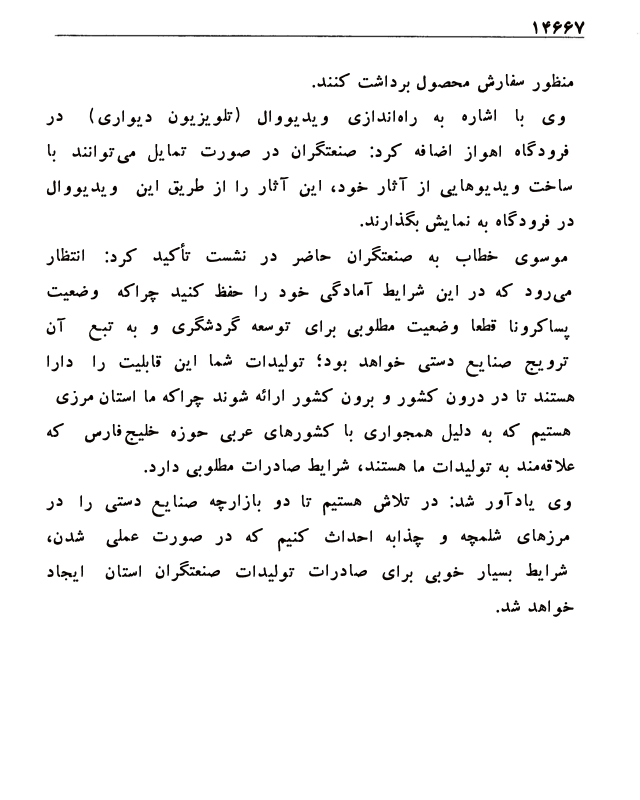 ۱۴۶۶۷
منظور سفارش محصول برداشت کنند.
وی با اشاره به راه‌اندازی ویدیووال (تلویزیون دیواری) در
فرودگاه اهواز اضافه کرد: صنعتگران در صورت تمایل می‌توانند با
ساخت ویدیوهایی از آثار خود، این آثار را از طریق این ویدیووال
در فرودگاه به نمایش بگذارند.
موسوی خطاب به صنعتگران حاضر در نشست تأکید کرد: انتظار
می‌رود که در این شرایط آمادگی خود را حفظ کنید چراکه وضعیت
پساکرونا قطعا وضعیت مطلوبی برای توسعه گردشگری و به تبع آن
ترویج صنایع دستی خواهد بود؛ تولیدات شما این قابلیت را دارا
هستند تا در درون کشور و برون کشور ارائه شوند چراکه ما استان مرزی
هستیم که به دلیل همجواری با کشورهای عربی حوزه خلیج‌فارس که
علاقه‌مند به تولیدات ما هستند، شرایط صادرات مطلوبی دارد.
وی یادآور شد: در تلاش هستیم تا دو بازارچه صنایع دستی را در
مرزهای شلمچه و چذابه احداث کنیم که در صورت عملی شدن،
شرایط بسیار خوبی برای صادرات تولیدات صنعتگران استان ایجاد
خواهد شد.